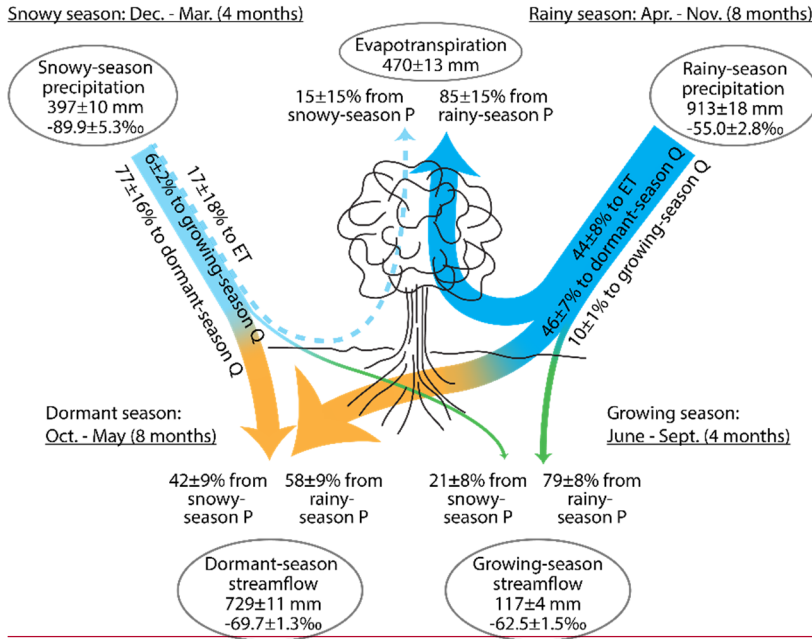 Snowy season: Dec. - Mar. (4 months)
Rainy season: Apr. - Nov. (8 months)
Evapotranspiration
470±13 mm
Snowy-season
precipitation
397±10 mm
-89.9±5.3‰
Rainy-season
precipitation
913±18 mm
-55.0±2.8‰
15±15% from
snowy-season P
85±15% from
rainy-season P
17±18% to ET
6±2% to growing-season Q
77±16% to dormant-season Q
44±8% to ET
46±7% to dormant-season Q
10±1% to growing-season Q
Dormant season:
Oct. - May (8 months)
Growing season:
June - Sept. (4 months)
42±9% from
snowy-
season P
58±9% from
rainy-
season P
21±8% from
snowy-
season P
79±8% from
rainy-
season P
Dormant-season
streamflow
729±11 mm
-69.7±1.3‰
Growing-season
streamflow
117±4 mm
-62.5±1.5‰